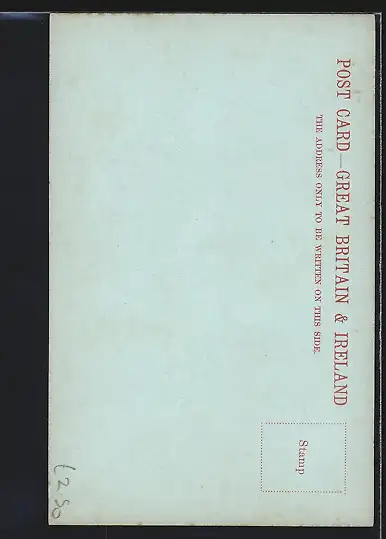 POST CARD—GREAT BRITAIN & IRELAND
THE ADDRESS ONLY TO BE WRITTEN ON THIS SIDE.
Stamp